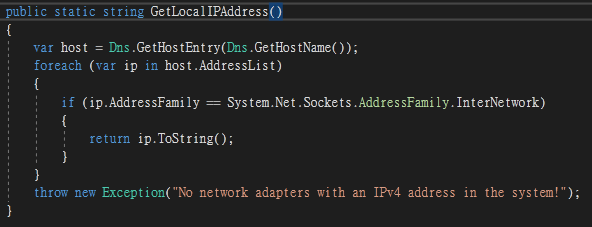 public static string GetLocalIPAddress()
{
    var host = Dns.GetHostEntry(Dns.GetHostName());
    foreach (var ip in host.AddressList)
    {
        if (ip.AddressFamily == System.Net.Sockets.AddressFamily.InterNetwork)
        {
            return ip.ToString();
        }
    }
    throw new Exception("No network adapters with an IPv4 address in the system!");
}